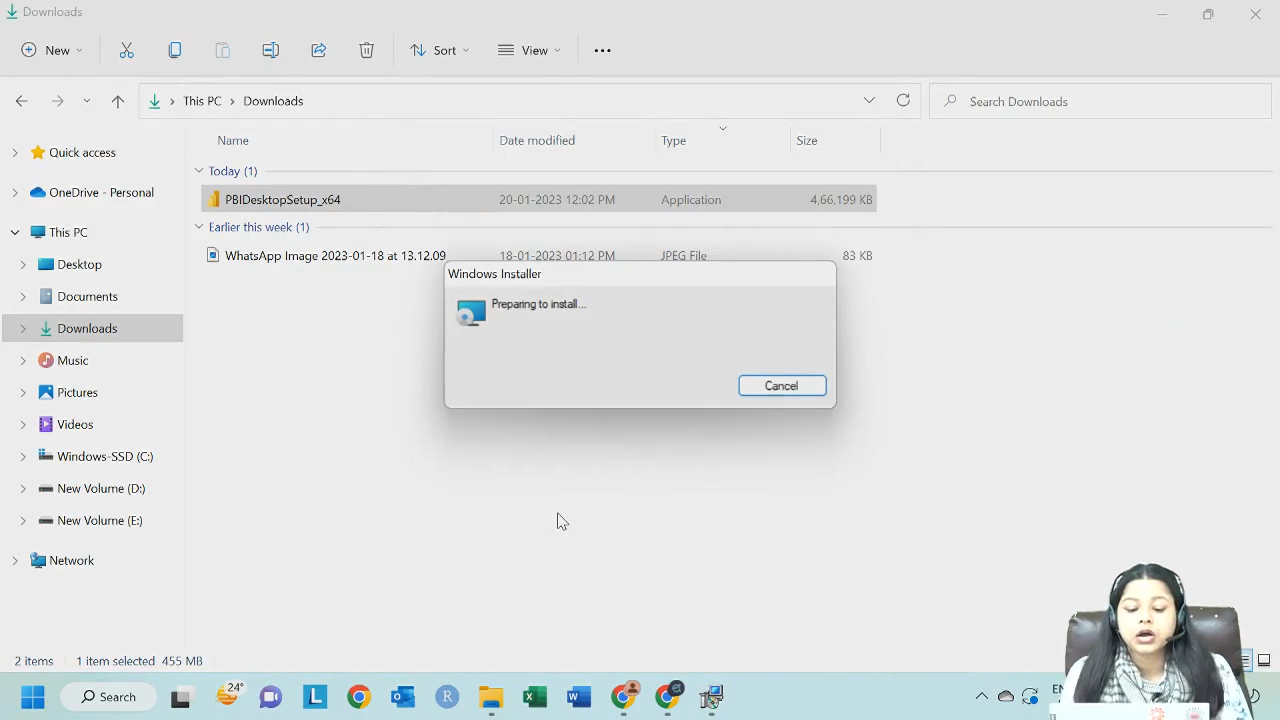 Downloads
New
Sort
View
This PC
Downloads
Search Downloads
Name
Date modified
Type
Size
Quick access
OneDrive - Personal
This PC
Desktop
Documents
Downloads
Music
Pictures
Videos
Windows-SSD (C:)
New Volume (D:)
New Volume (E:)
Network
Today (1)
PBIDesktopSetup_x64
20-01-2023 12:02 PM
Application
4,66,199 KB
Earlier this week (1)
WhatsApp Image 2023-01-18 at 13.12.09
18-01-2023 01:12 PM
JPEG File
83 KB
Windows Installer
Preparing to install...
Cancel
2 items
1 item selected 455 MB
24°
L
R
Search